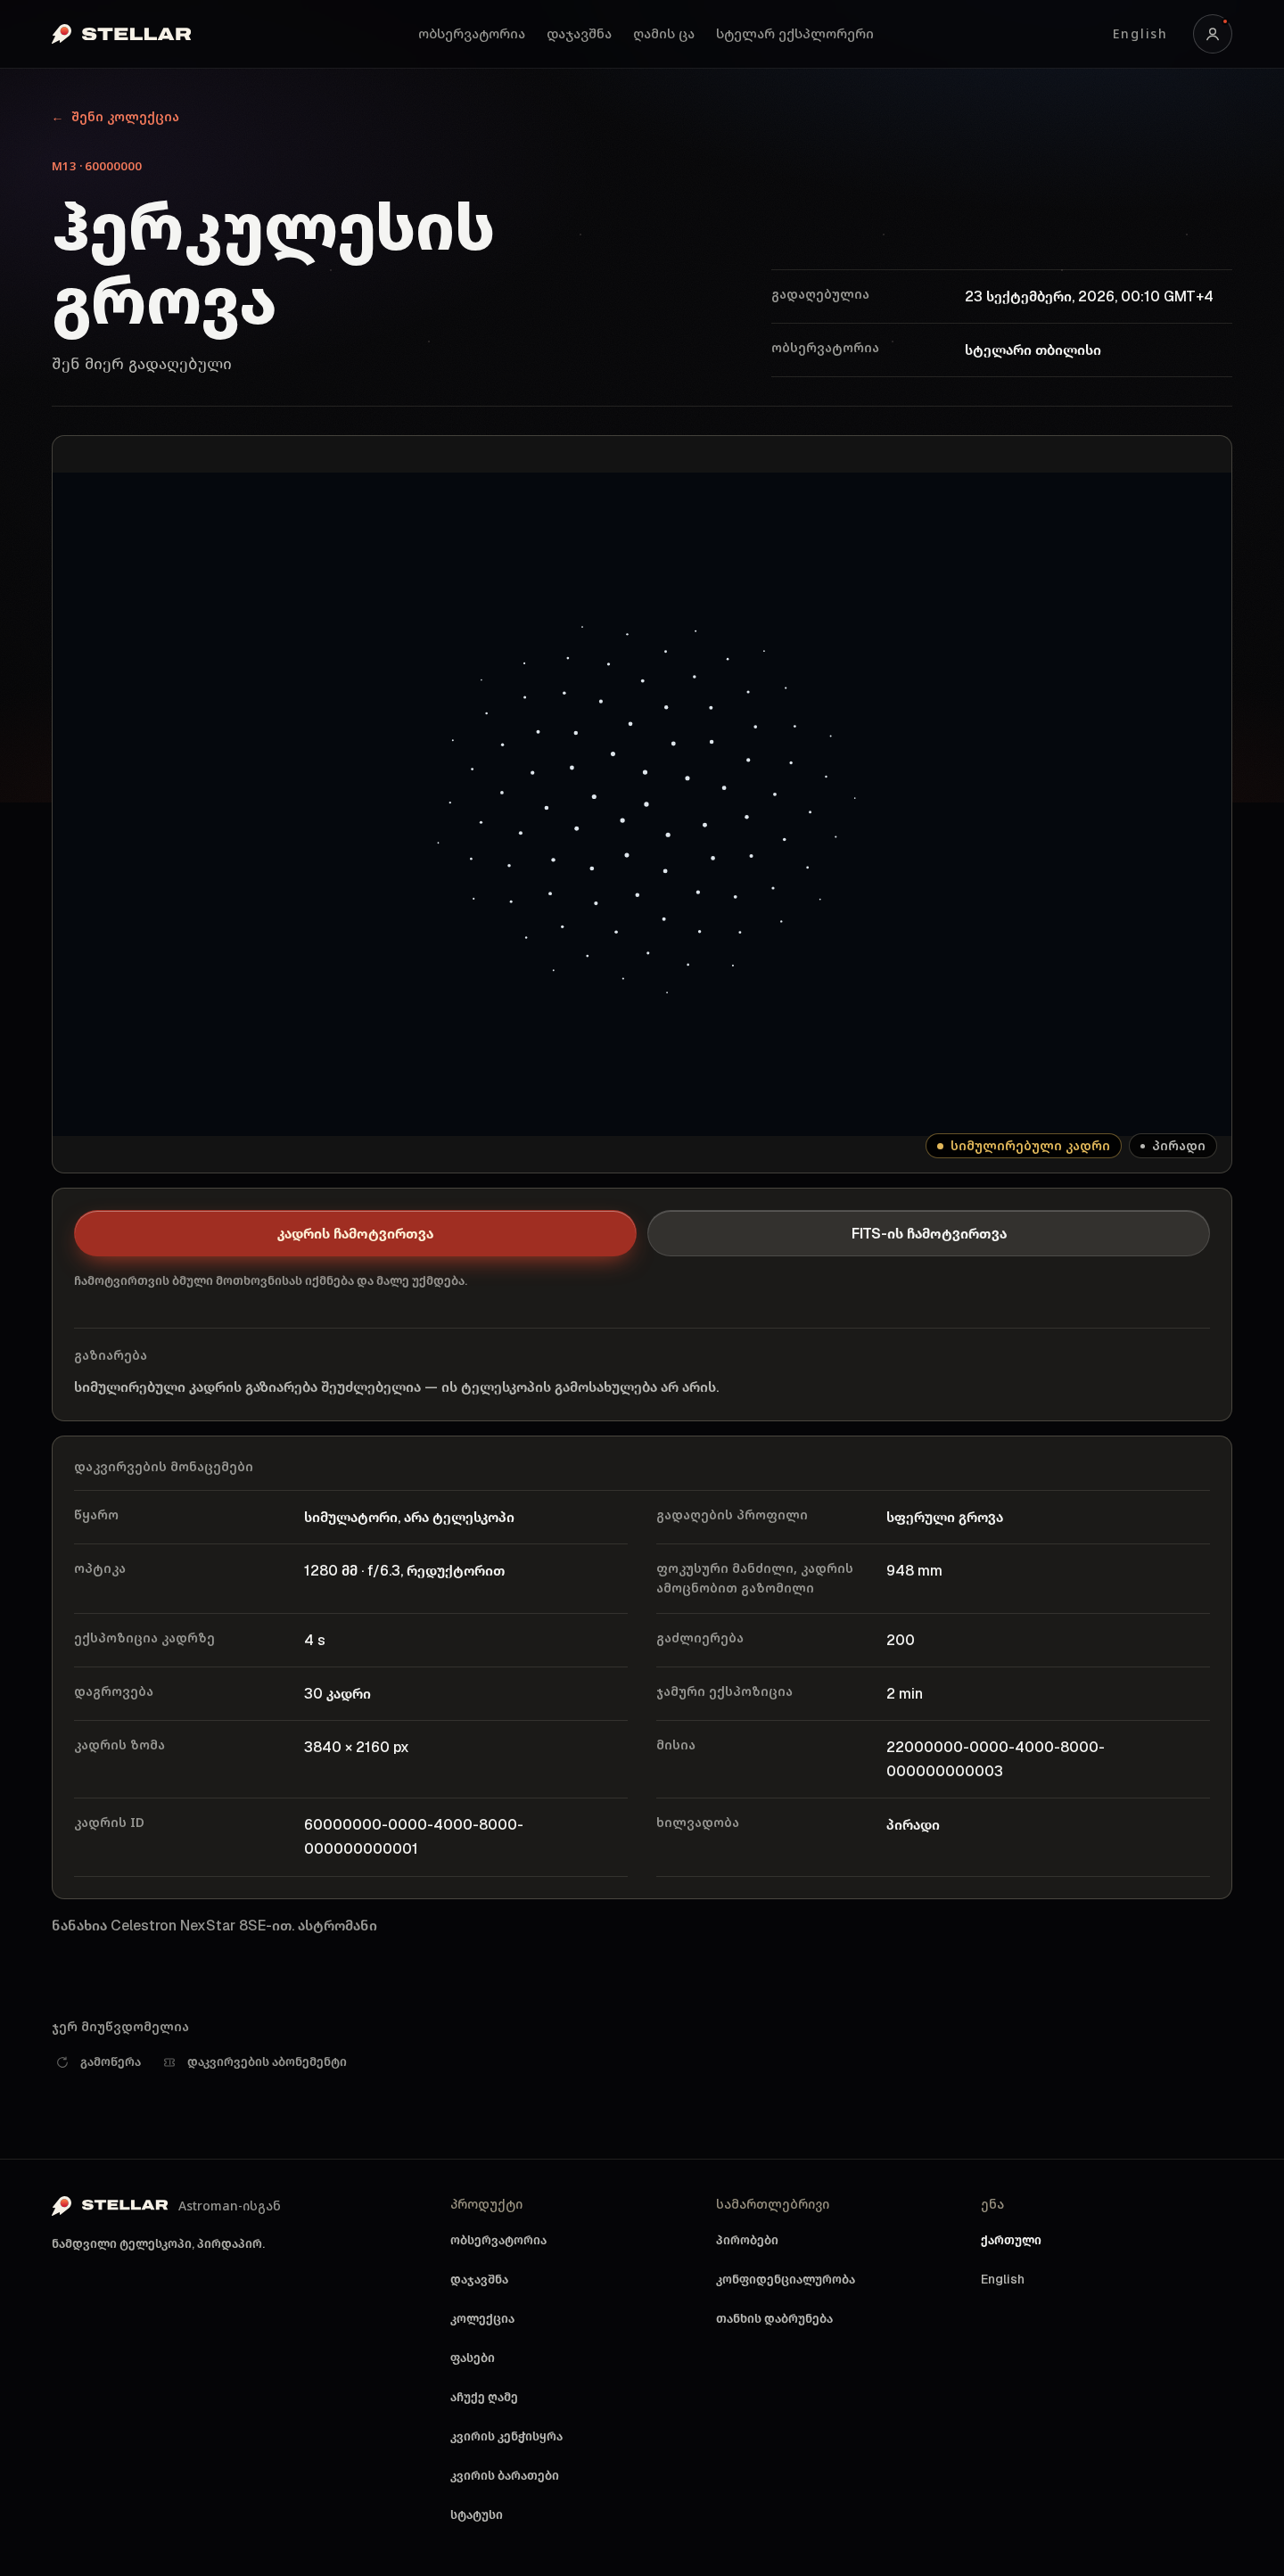 STELLAR
ობსერვატორია
დაჯავშნა
ღამის ცა
სტელარ ექსპლორერი
English
← შენი კოლექცია
M13 · 60000000
ჰერკულესის
გროვა
შენ მიერ გადაღებული
გადაღებულია
23 სექტემბერი, 2026, 00:10 GMT+4
ობსერვატორია
სტელარი თბილისი
სიმულირებული კადრი
პირადი
კადრის ჩამოტვირთვა
FITS-ის ჩამოტვირთვა
ჩამოტვირთვის ბმული მოთხოვნისას იქმნება და მალე უქმდება.
გაზიარება
სიმულირებული კადრის გაზიარება შეუძლებელია — ის ტელესკოპის გამოსახულება არ არის.
დაკვირვების მონაცემები
წყარო
სიმულატორი, არა ტელესკოპი
გადაღების პროფილი
სფერული გროვა
ოპტიკა
1280 მმ · f/6.3, რედუქტორით
ფოკუსური მანძილი, კადრის
ამოცნობით გაზომილი
948 mm
ექსპოზიცია კადრზე
4 s
გაძლიერება
200
დაგროვება
30 კადრი
ჯამური ექსპოზიცია
2 min
კადრის ზომა
3840 × 2160 px
მისია
22000000-0000-4000-8000-
000000000003
კადრის ID
60000000-0000-4000-8000-
000000000001
ხილვადობა
პირადი
ნანახია Celestron NexStar 8SE-ით. ასტრომანი
ჯერ მიუწვდომელია
გამოწერა
დაკვირვების აბონემენტი
STELLAR Astroman-ისგან
ნამდვილი ტელესკოპი, პირდაპირ.
პროდუქტი
ობსერვატორია
დაჯავშნა
კოლექცია
ფასები
აჩუქე ღამე
კვირის კენჭისყრა
კვირის ბარათები
სტატუსი
სამართლებრივი
პირობები
კონფიდენციალურობა
თანხის დაბრუნება
ენა
ქართული
English